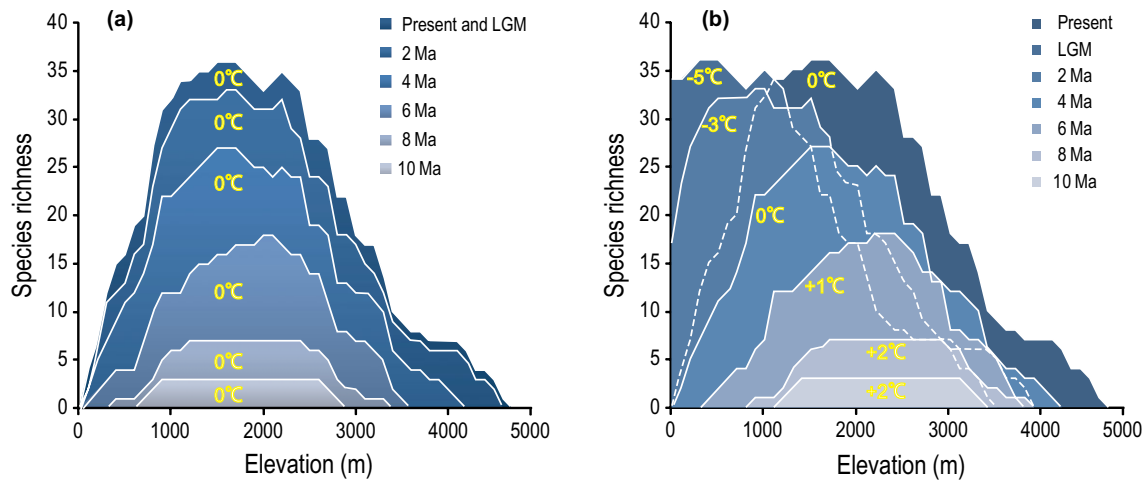 (a)
Species richness
40
35
30
25
20
15
10
5
0
0℃
0℃
0℃
0℃
0℃
0℃
Present and LGM
2 Ma
4 Ma
6 Ma
8 Ma
10 Ma
0
1000
2000
3000
4000
5000
Elevation (m)
(b)
Species richness
40
35
30
25
20
15
10
5
0
-5℃
0℃
-3℃
0℃
+1℃
+2℃
+2℃
Present
LGM
2 Ma
4 Ma
6 Ma
8 Ma
10 Ma
0
1000
2000
3000
4000
5000
Elevation (m)